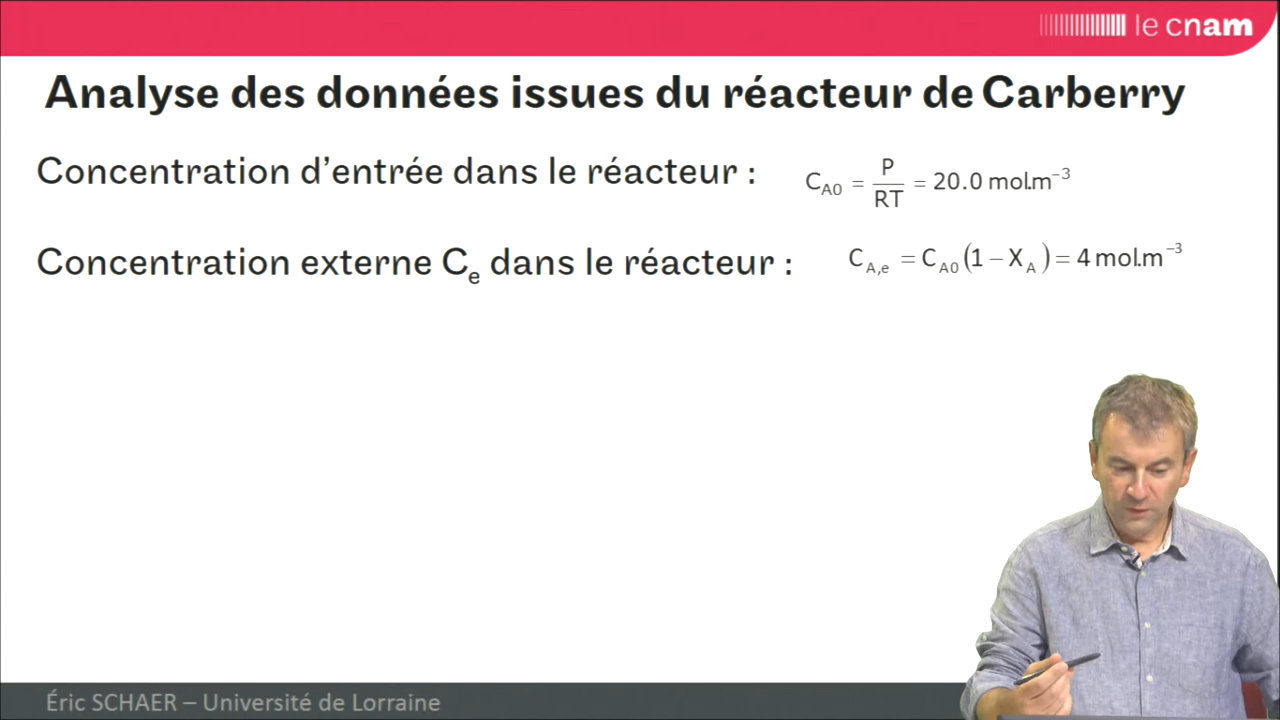 le cnam
Analyse des données issues du réacteur de Carberry
Concentration d’entrée dans le réacteur : C_A0 = P/RT = 20.0 mol.m⁻³
Concentration externe C_e dans le réacteur : C_A,e = C_A0 (1 − X_A) = 4 mol.m⁻³
Éric SCHAER – Université de Lorraine